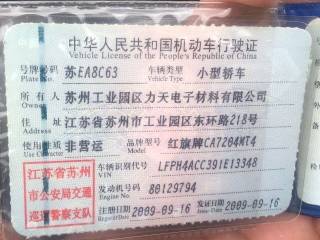 中华人民共和国机动车行驶证
Vehicle License of the People's Republic of China
号牌号码 苏EA8C63 车辆类型 小型轿车
Plate No. Vehicle Type
所有人 苏州工业园区力天电子材料有限公司
Owner
住址 江苏省苏州市工业园区东环路218号
Address
使用性质 非营运 品牌型号 红旗牌CA7204MT4
Use Character Model
江苏省苏州
市公安局交通
巡逻警察支队
车辆识别代号 LFPH4ACC391E13348
VIN
发动机号码 80129794
Engine No.
注册日期 2009-09-16 发证日期 2009-09-16
Register Date Issue Date